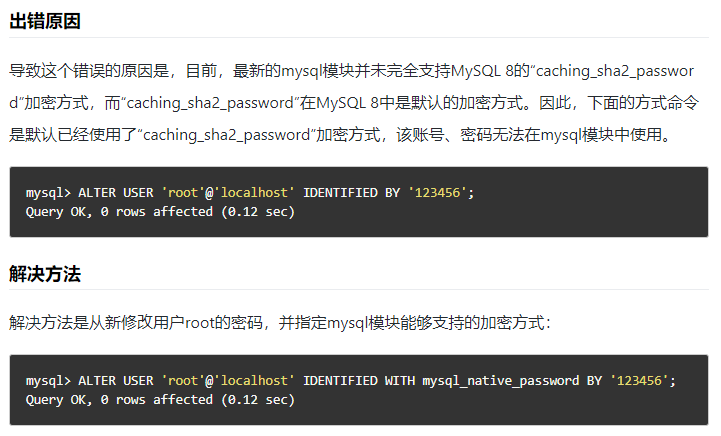 出错原因
导致这个错误的原因是，目前，最新的mysql模块并未完全支持MySQL 8的“caching_sha2_passwor
d”加密方式，而“caching_sha2_password”在MySQL 8中是默认的加密方式。因此，下面的方式命令
是默认已经使用了“caching_sha2_password”加密方式，该账号、密码无法在mysql模块中使用。
mysql> ALTER USER 'root'@'localhost' IDENTIFIED BY '123456';
Query OK, 0 rows affected (0.12 sec)
解决方法
解决方法是从新修改用户root的密码，并指定mysql模块能够支持的加密方式：
mysql> ALTER USER 'root'@'localhost' IDENTIFIED WITH mysql_native_password BY '123456';
Query OK, 0 rows affected (0.12 sec)